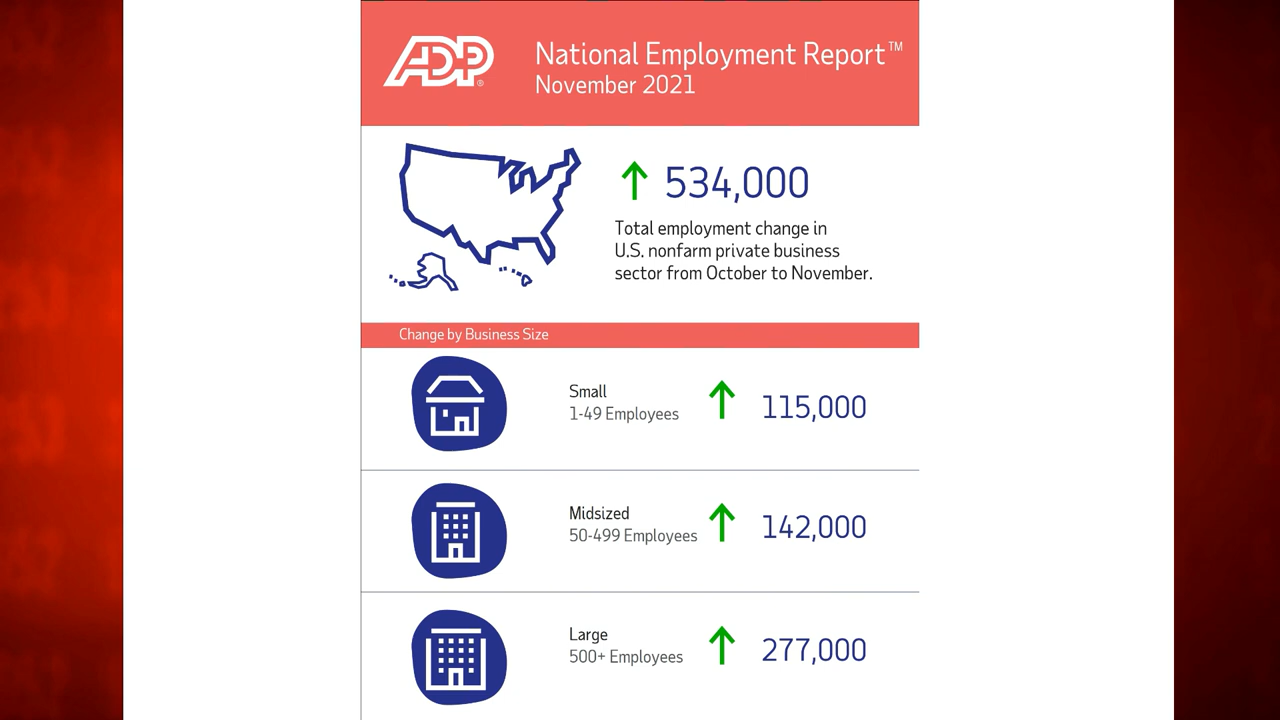 ADP®
National Employment Report™
November 2021
534,000
Total employment change in
U.S. nonfarm private business
sector from October to November.
Change by Business Size
Small
1-49 Employees
115,000
Midsized
50-499 Employees
142,000
Large
500+ Employees
277,000